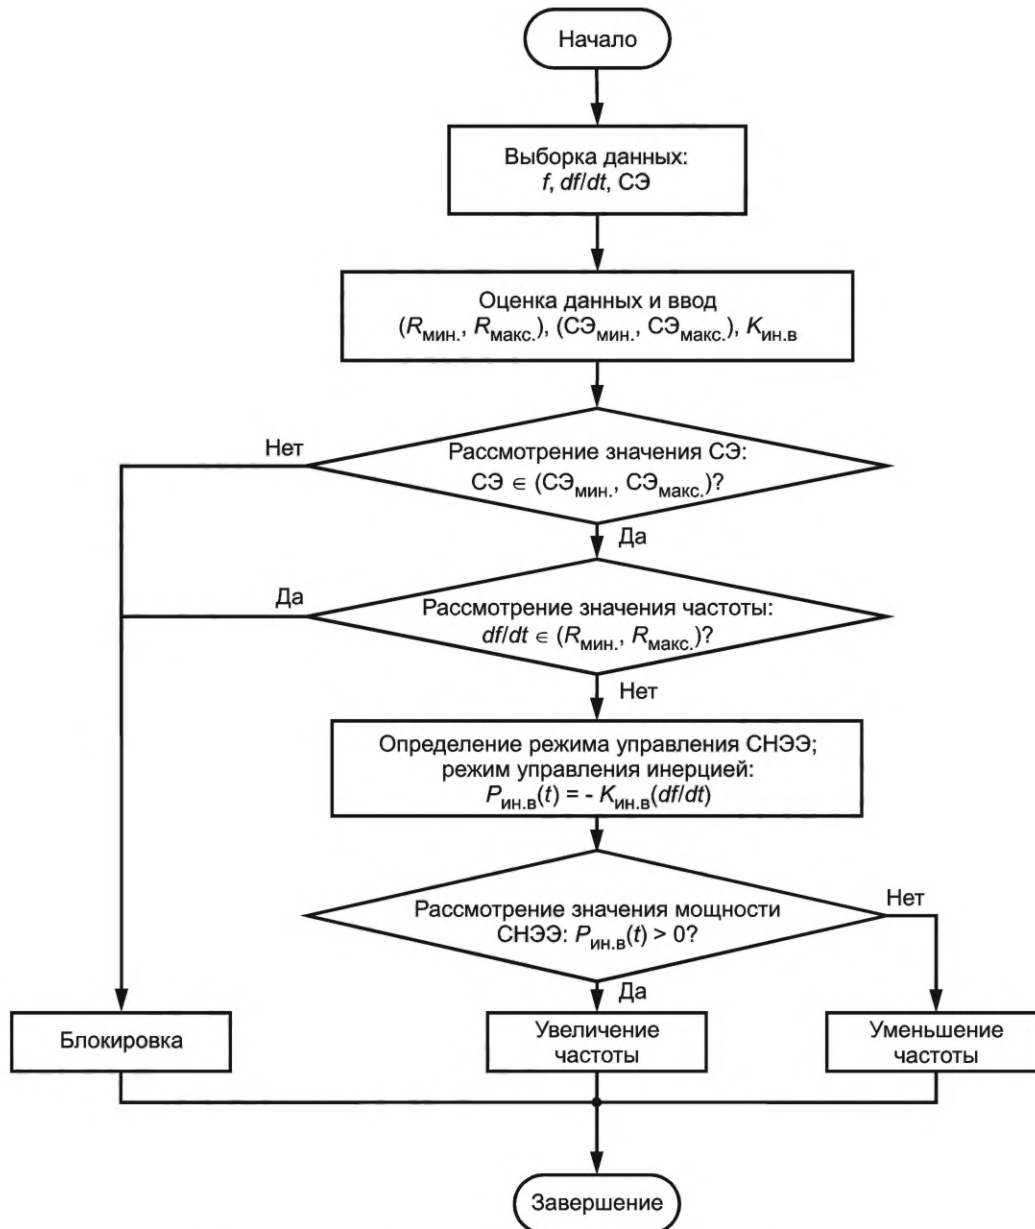 Начало
Выборка данных:
f, df/dt, СЭ
Оценка данных и ввод
(Rмин., Rмакс.), (СЭмин., СЭмакс.), Kин.в
Нет
Рассмотрение значения СЭ:
СЭ ∈ (СЭмин., СЭмакс.)?
Да
Да
Рассмотрение значения частоты:
df/dt ∈ (Rмин., Rмакс.)?
Нет
Определение режима управления СНЭЭ;
режим управления инерцией:
Pин.в(t) = - Kин.в(df/dt)
Нет
Рассмотрение значения мощности
СНЭЭ: Pин.в(t) > 0?
Да
Блокировка
Увеличение
частоты
Уменьшение
частоты
Завершение